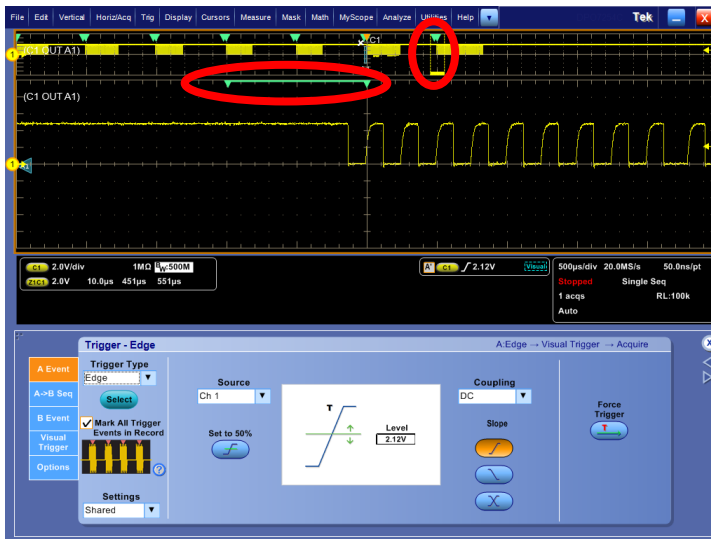 File Edit Vertical Horiz/Acq Trig Display Cursors Measure Mask Math MyScope Analyze Utilities Help Tek X
C1
1 (C1 OUT A1)
(C1 OUT A1)
1
C1 2.0V/div 1MΩ BW:500M
Z1C1 2.0V 10.0µs 451µs 551µs
A' C1 2.12V Visual
500µs/div 20.0MS/s 50.0ns/pt
Stopped Single Seq
1 acqs RL:100k
Auto
Trigger - Edge A:Edge → Visual Trigger → Acquire X
A Event
A->B Seq
B Event
Visual
Trigger
Options
Trigger Type
Edge
Select
Mark All Trigger
Events in Record
?
Settings
Shared
Source
Ch 1
Set to 50%
T
Level
2.12V
Coupling
DC
Slope
Force
Trigger
T